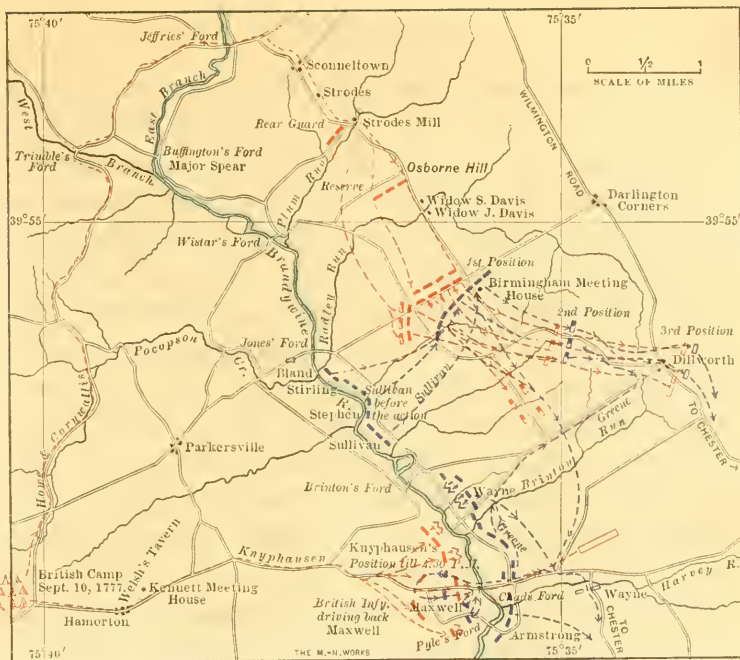 75°40'
75°35'
Jeffries' Ford
0 ½ 1
SCALE OF MILES
Sconneltown
East Branch
Strodes
WILMINGTON ROAD
West Branch
Rear Guard
Strodes Mill
Trimble's
Ford
Buffington's Ford
Major Spear
Plum Run
Osborne Hill
Reserve
Widow S. Davis
Widow J. Davis
Darlington
Corners
39°55'
39°55'
Wistar's Ford
Brandywine
Radley Run
1st Position
Birmingham Meeting
House
2nd Position
3rd Position
Dillworth
Pocopson Cr.
Jones' Ford
Bland
Stirling
R.
Stephen
Sullivan
before
the action
Sullivan
Sullivan
Greene
TO CHESTER
Howe & Cornwallis
Parkersville
Brinton's Ford
Wayne
Brinton Run
Greene
Welsh's Tavern
Knyphausen
Knyphausen's
Position till 4.30 P.M.
British Camp
Sept. 10, 1777.
Kennett Meeting
House
Hamorton
British Infy.
driving back
Maxwell
Maxwell
Chads' Ford
Wayne
Harvey R.
Pyle's Ford
Armstrong
TO CHESTER
75°40'
75°35'
THE M.-N. WORKS